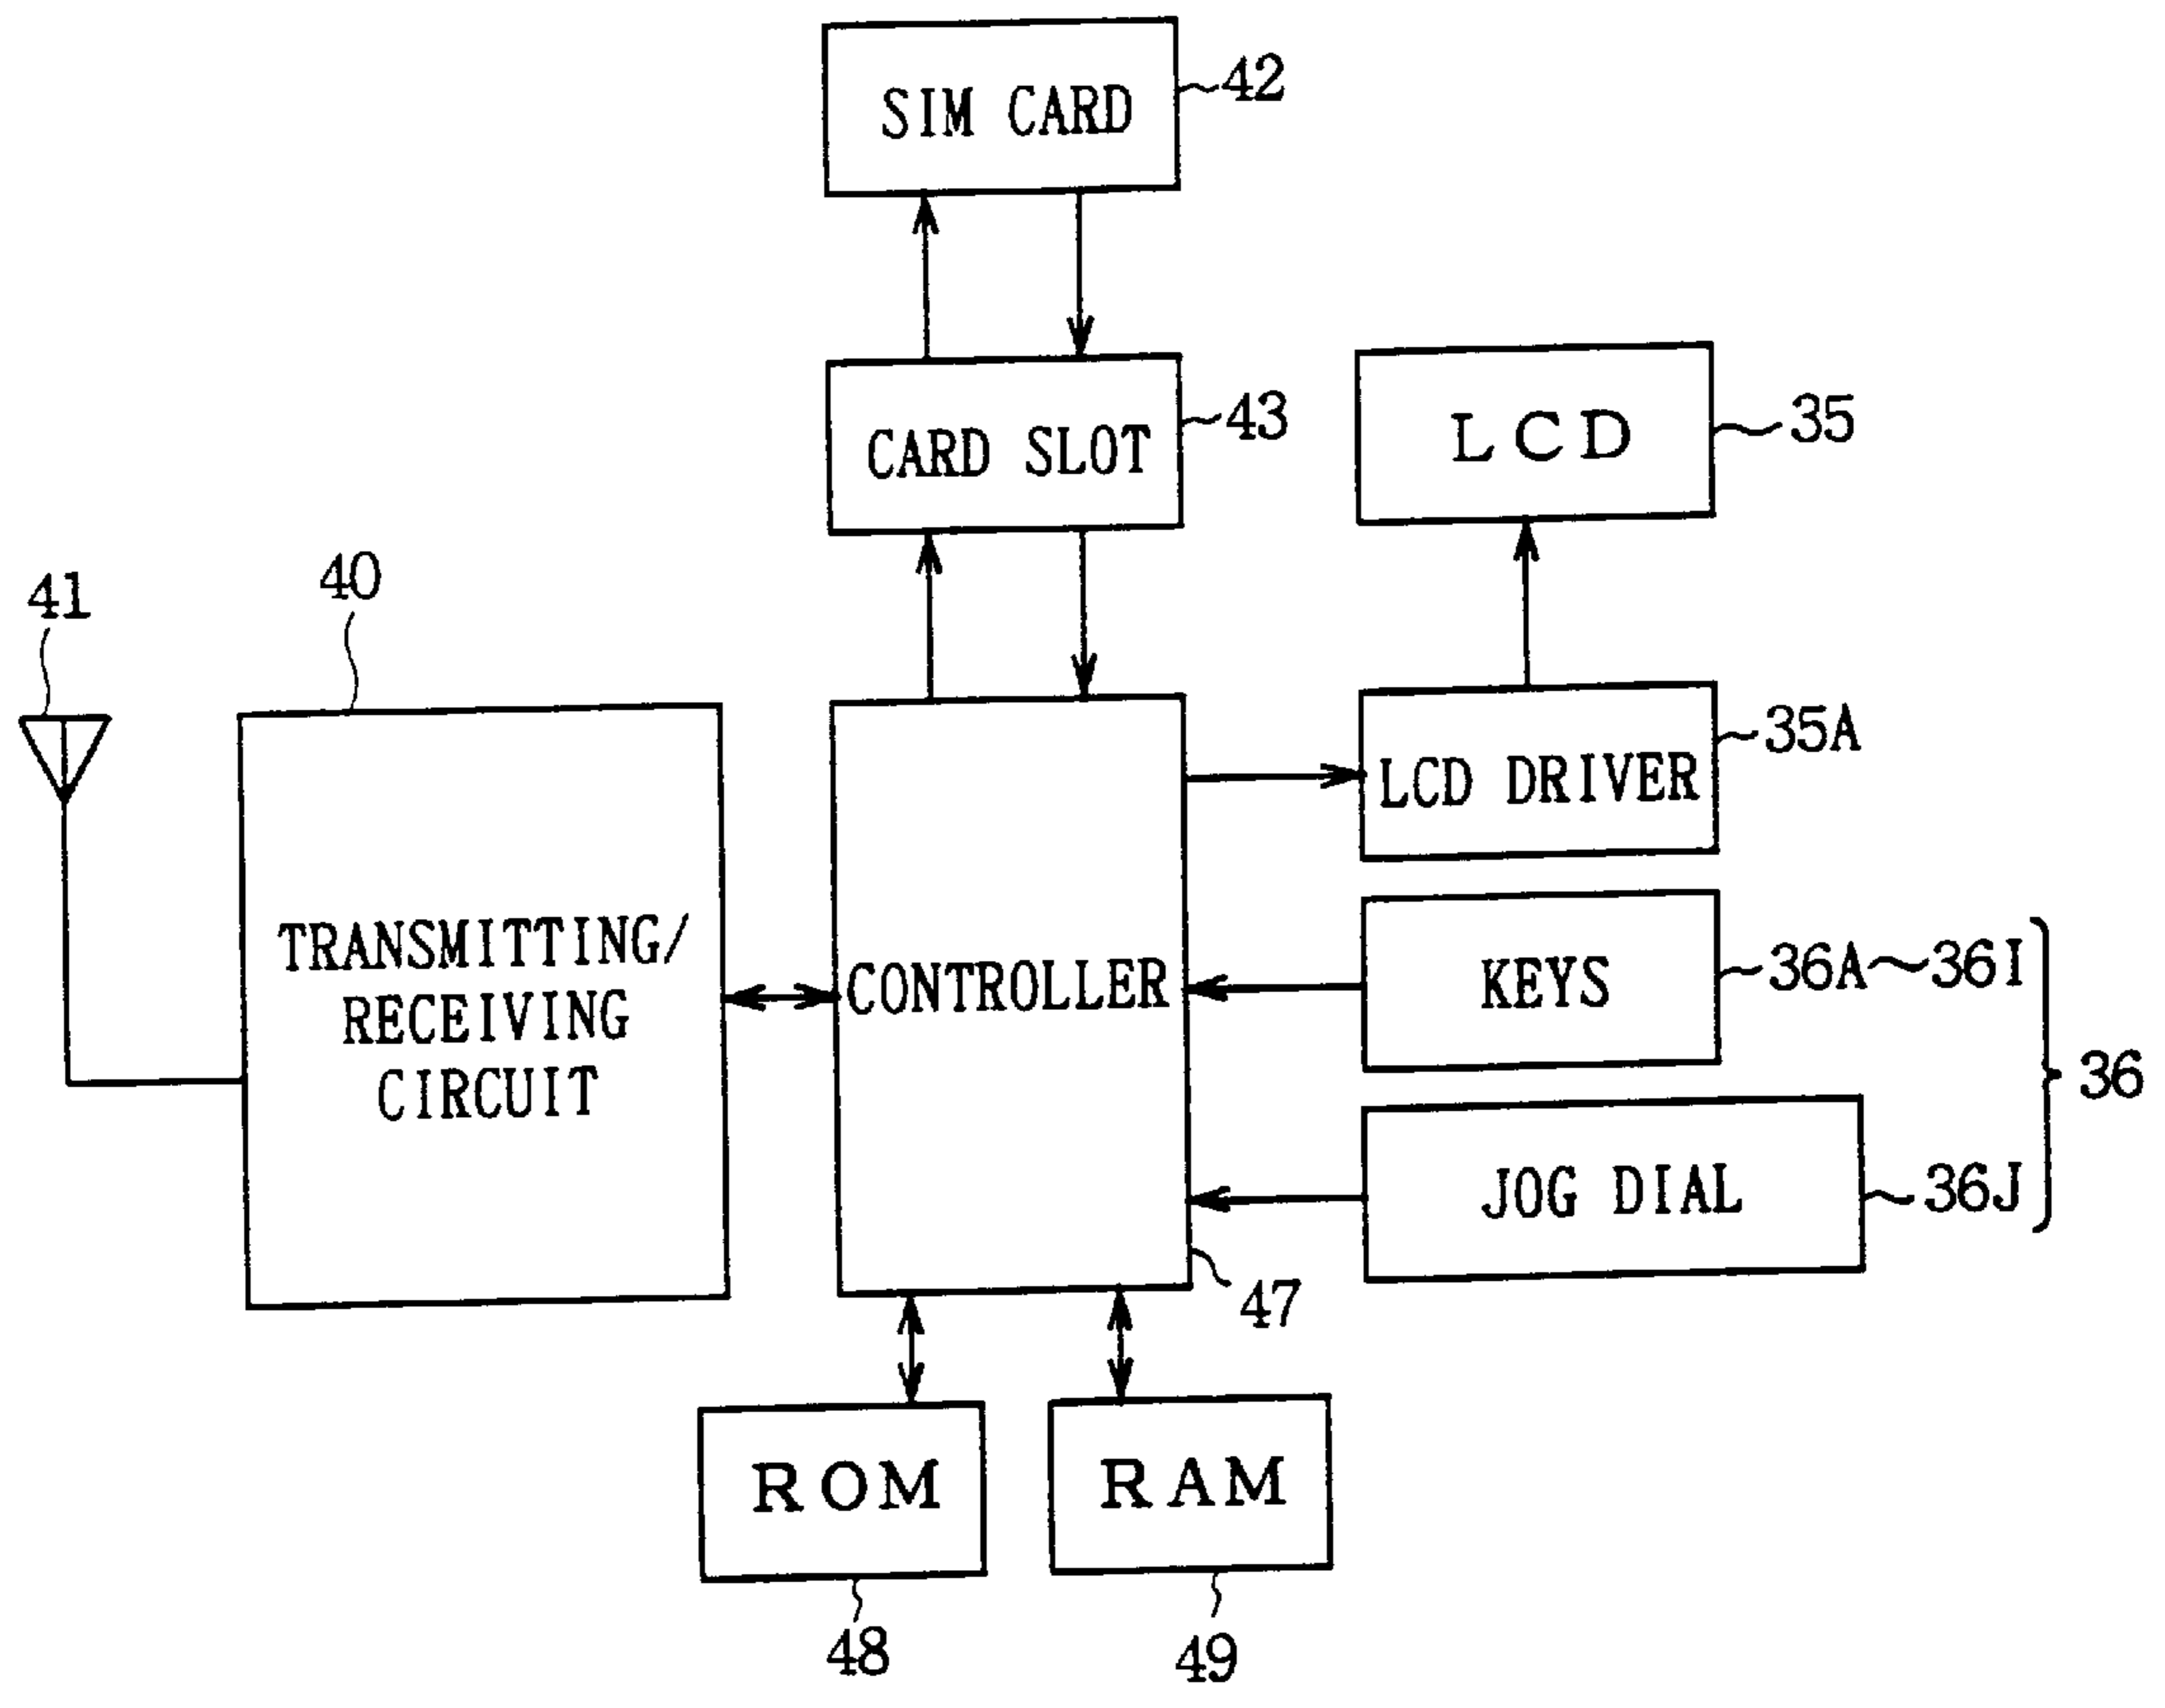 SIM CARD
42
CARD SLOT
43
LCD
35
41
40
LCD DRIVER
35A
TRANSMITTING/
RECEIVING
CIRCUIT
CONTROLLER
47
KEYS
36A～36I
JOG DIAL
36J
36
ROM
48
RAM
49